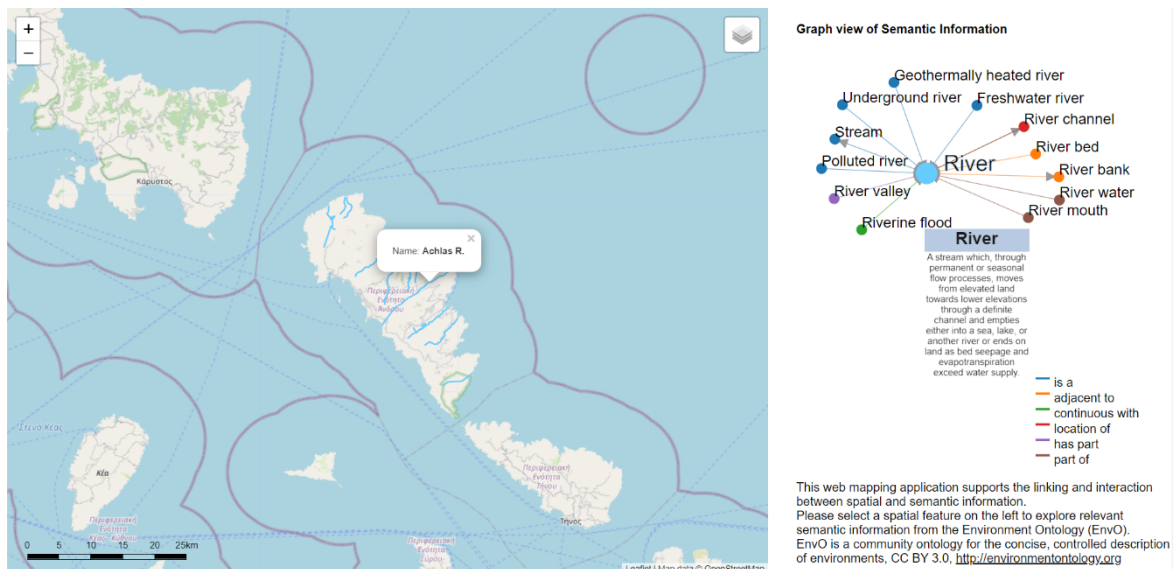 +
−
Κάρυστος
×
Name: Achlas R.
Περιφερειακή
Ενότητα
Άνδρου
Στενο Κέας
Κέα
Περιφερειακή
Ενότητα
Τήνου
Τήνος
Περιφερειακή
Ενότητα
Κέας - Κύθνου
Περιφερειακή
Ενότητα
Σύρου
0 5 10 15 20 25km
Leaflet | Map data © OpenStreetMap
Graph view of Semantic Information
Geothermally heated river
Underground river
Freshwater river
Stream
River channel
River bed
Polluted river
River
River bank
River valley
River water
River mouth
Riverine flood
River
A stream which, through
permanent or seasonal
flow processes, moves
from elevated land
towards lower elevations
through a definite
channel and empties
either into a sea, lake, or
another river or ends on
land as bed seepage and
evapotranspiration
exceed water supply.
is a
adjacent to
continuous with
location of
has part
part of
This web mapping application supports the linking and interaction
between spatial and semantic information.
Please select a spatial feature on the left to explore relevant
semantic information from the Environment Ontology (EnvO).
EnvO is a community ontology for the concise, controlled description
of environments, CC BY 3.0, http://environmentontology.org